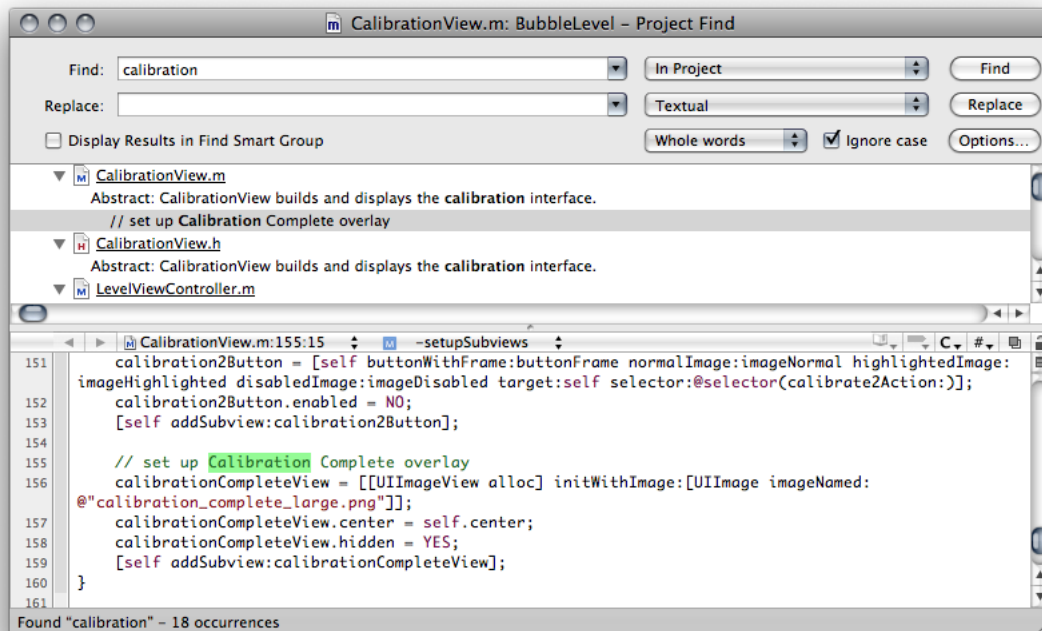 CalibrationView.m: BubbleLevel – Project Find
Find: calibration In Project Find
Replace: Textual Replace
Display Results in Find Smart Group Whole words Ignore case Options...
CalibrationView.m
Abstract: CalibrationView builds and displays the calibration interface.
// set up Calibration Complete overlay
CalibrationView.h
Abstract: CalibrationView builds and displays the calibration interface.
LevelViewController.m
CalibrationView.m:155:15 M -setupSubviews C #
151 calibration2Button = [self buttonWithFrame:buttonFrame normalImage:imageNormal highlightedImage:
imageHighlighted disabledImage:imageDisabled target:self selector:@selector(calibrate2Action:)];
152 calibration2Button.enabled = NO;
153 [self addSubview:calibration2Button];
154
155 // set up Calibration Complete overlay
156 calibrationCompleteView = [[UIImageView alloc] initWithImage:[UIImage imageNamed:
@"calibration_complete_large.png"]];
157 calibrationCompleteView.center = self.center;
158 calibrationCompleteView.hidden = YES;
159 [self addSubview:calibrationCompleteView];
160 }
161
Found "calibration" – 18 occurrences